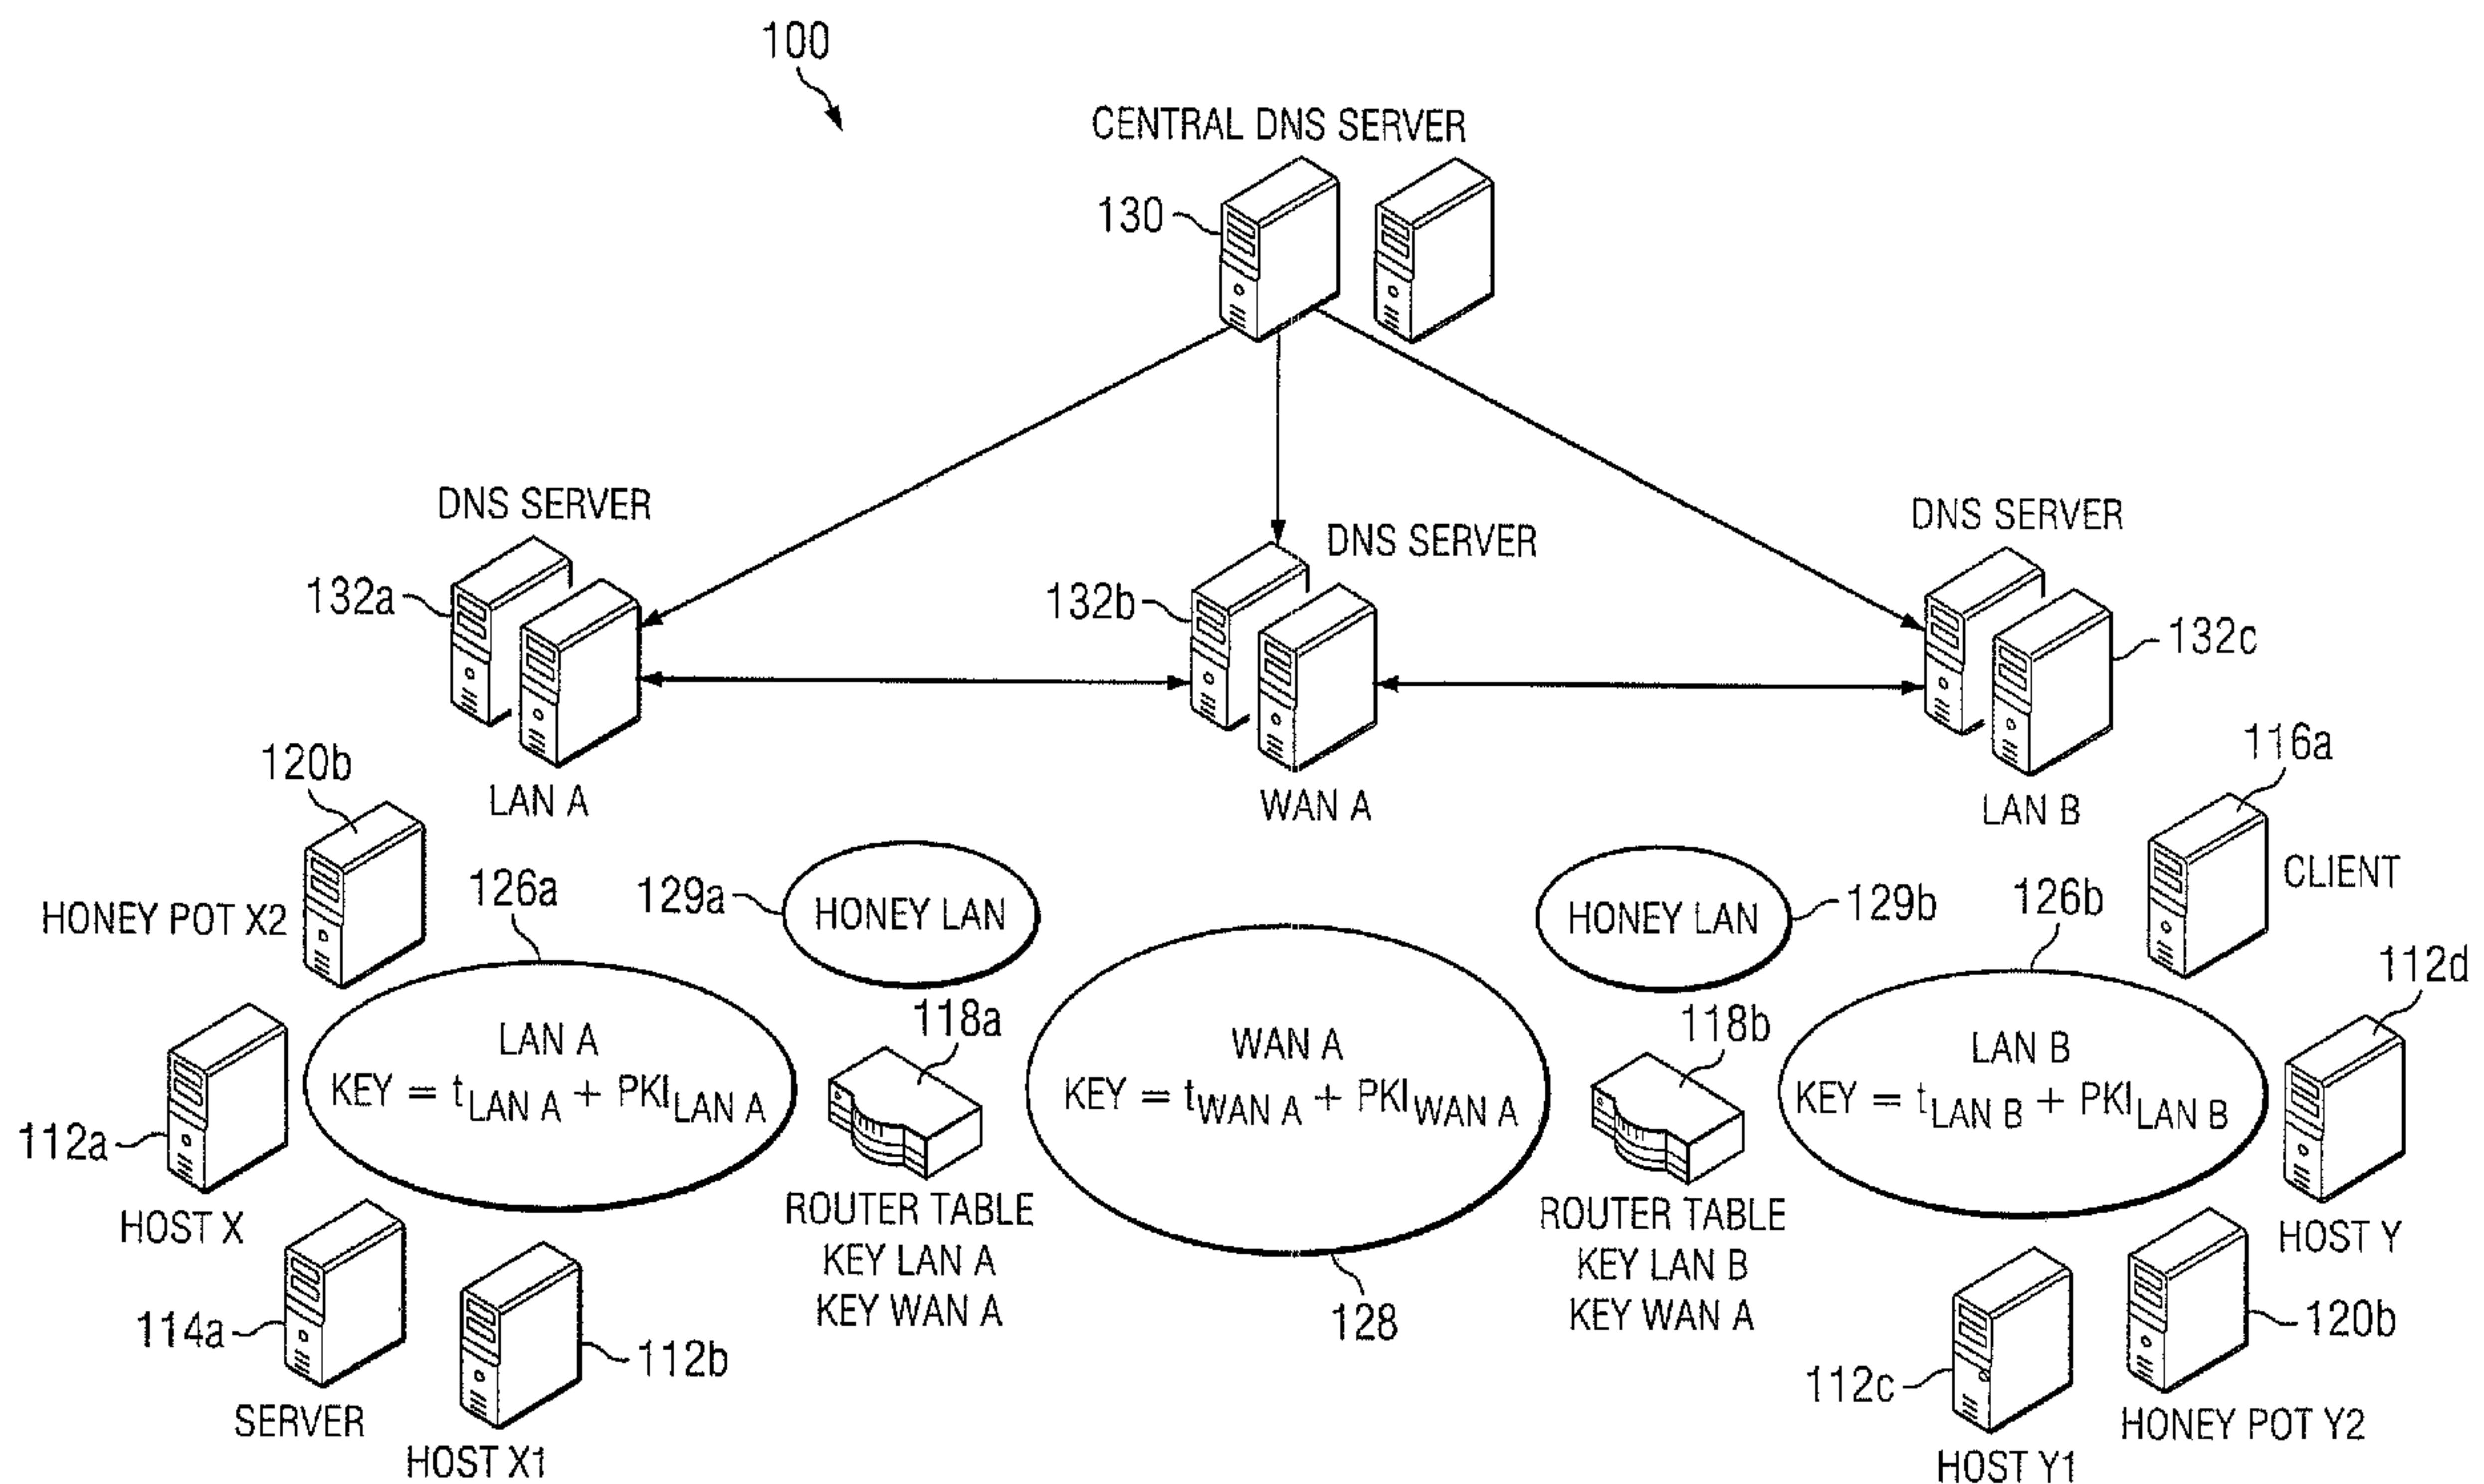 100
CENTRAL DNS SERVER
130
DNS SERVER
132a
DNS SERVER
132b
DNS SERVER
132c
LAN A
WAN A
LAN B
120b
HONEY POT X2
126a
129a
HONEY LAN
HONEY LAN
129b
126b
116a
CLIENT
112d
LAN A
KEY = tLAN A + PKILAN A
118a
WAN A
KEY = tWAN A + PKIWAN A
118b
LAN B
KEY = tLAN B + PKILAN B
112a
HOST X
ROUTER TABLE
KEY LAN A
KEY WAN A
128
ROUTER TABLE
KEY LAN B
KEY WAN A
HOST Y
114a
SERVER
112b
HOST X1
112c
HOST Y1
120b
HONEY POT Y2